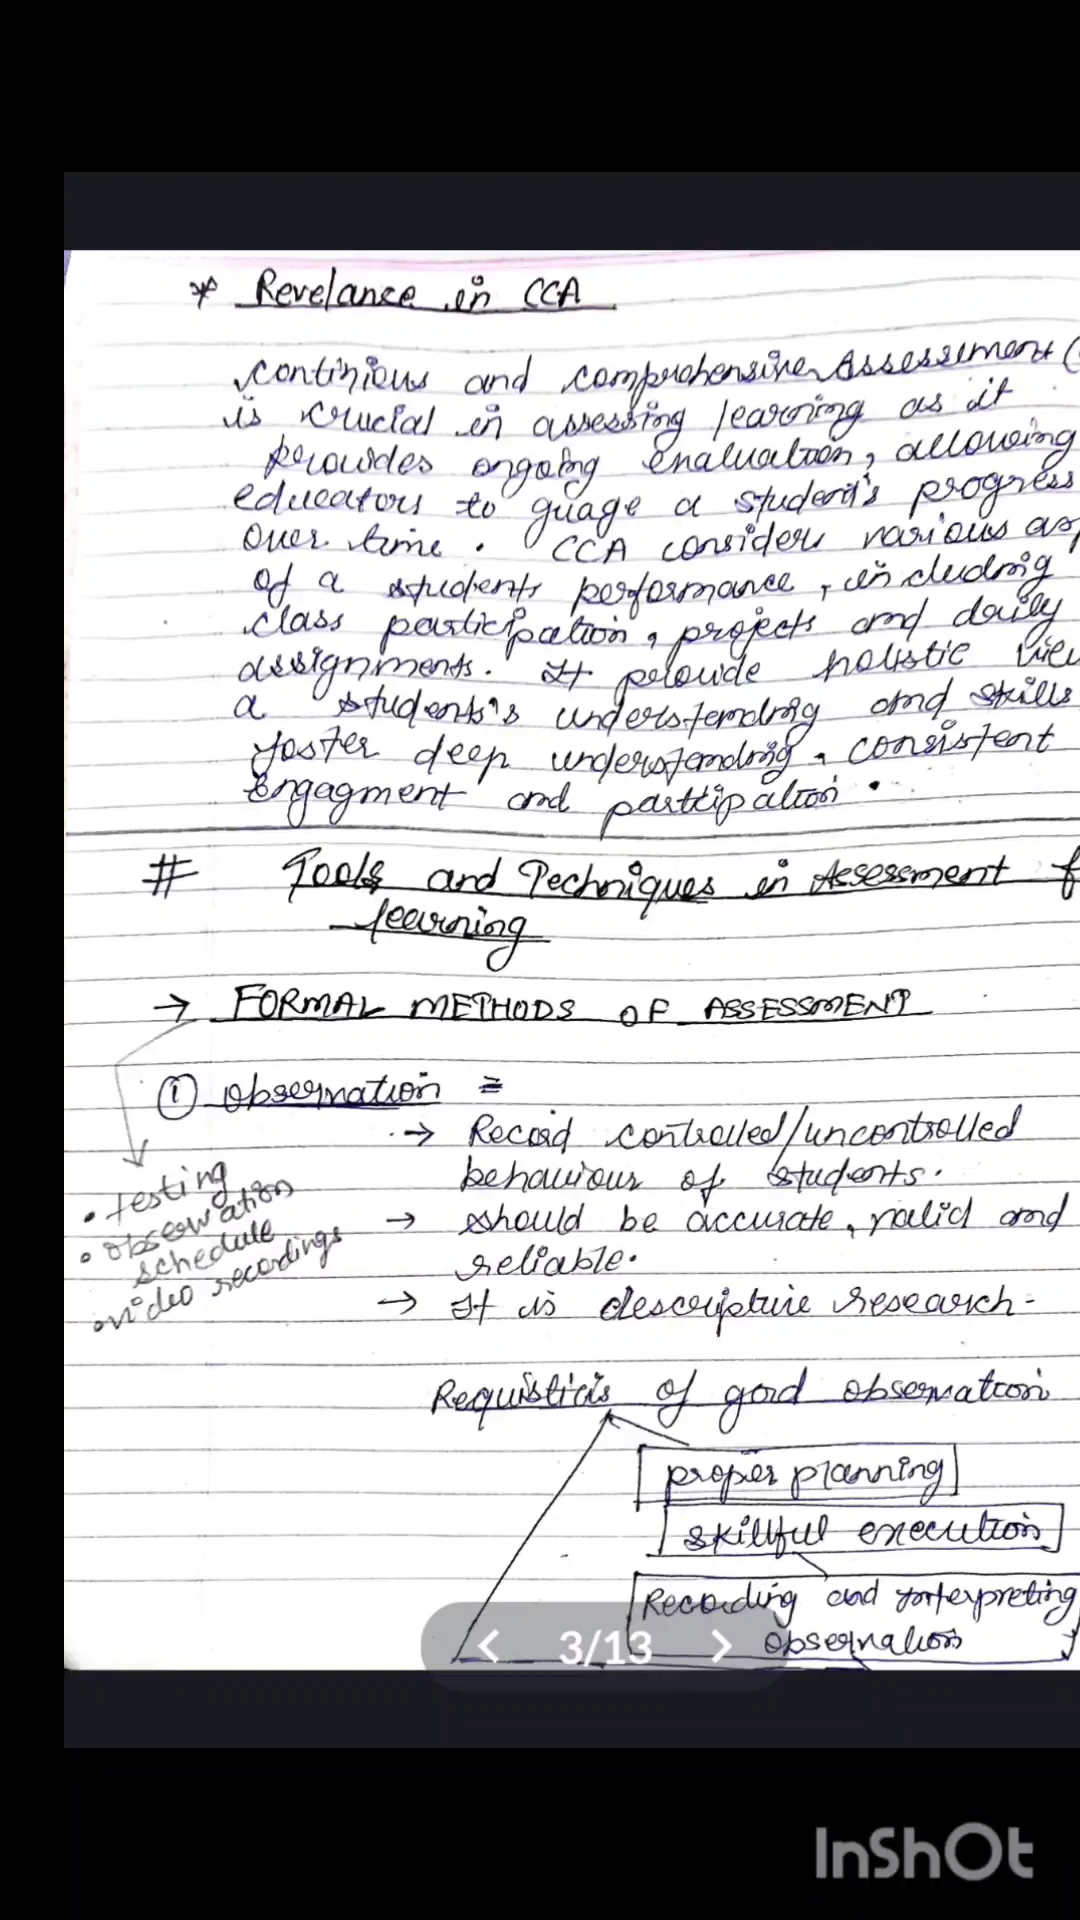 * Revelance in CCA
continious and comprehensive Assessment (
is crucial in assessing learning as it
provides ongoing evaluation, allowing
educators to guage a student's progress
over time. CCA consider various asp
of a students performance, including
class participation, projects and daily
assignments. It provide holistic view
a student's understanding and skills
foster deep understanding, consistent
engagment and partcipation.
# Tools and Techniques in Assessment f
learning
→ FORMAL METHODS OF ASSESSMENT
① observation =
→ Record controlled/uncontrolled
behaviour of students.
• testing
• observation
schedule
• video recordings
→ should be accurate, valid and
reliable.
→ It is descriptive research-
of good observation
proper planning
skillful execution
Recording and interpreting
observation
< 3/13 >
InShOt